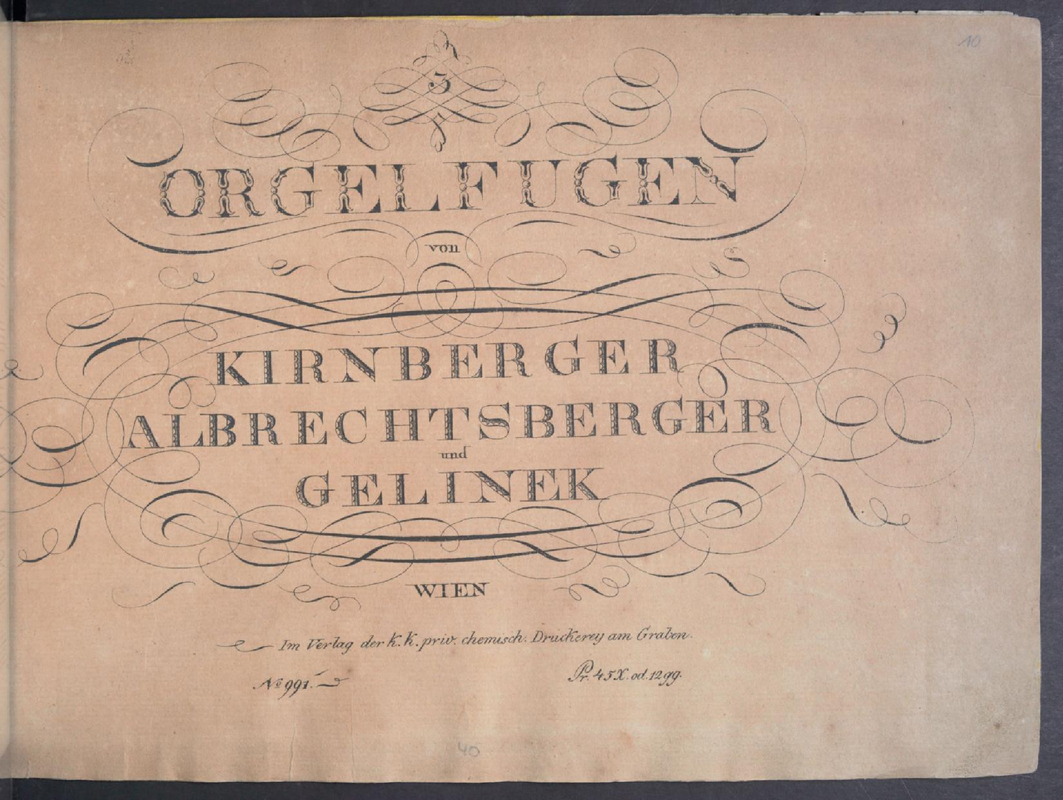 10
3
ORGELFUGEN
von
KIRNBERGER
ALBRECHTSBERGER
und
GELINEK
WIEN
Im Verlag der K. K. priv. chemisch. Druckerey am Graben.
No 991. Pr. 45 X. od. 12 gg.
40